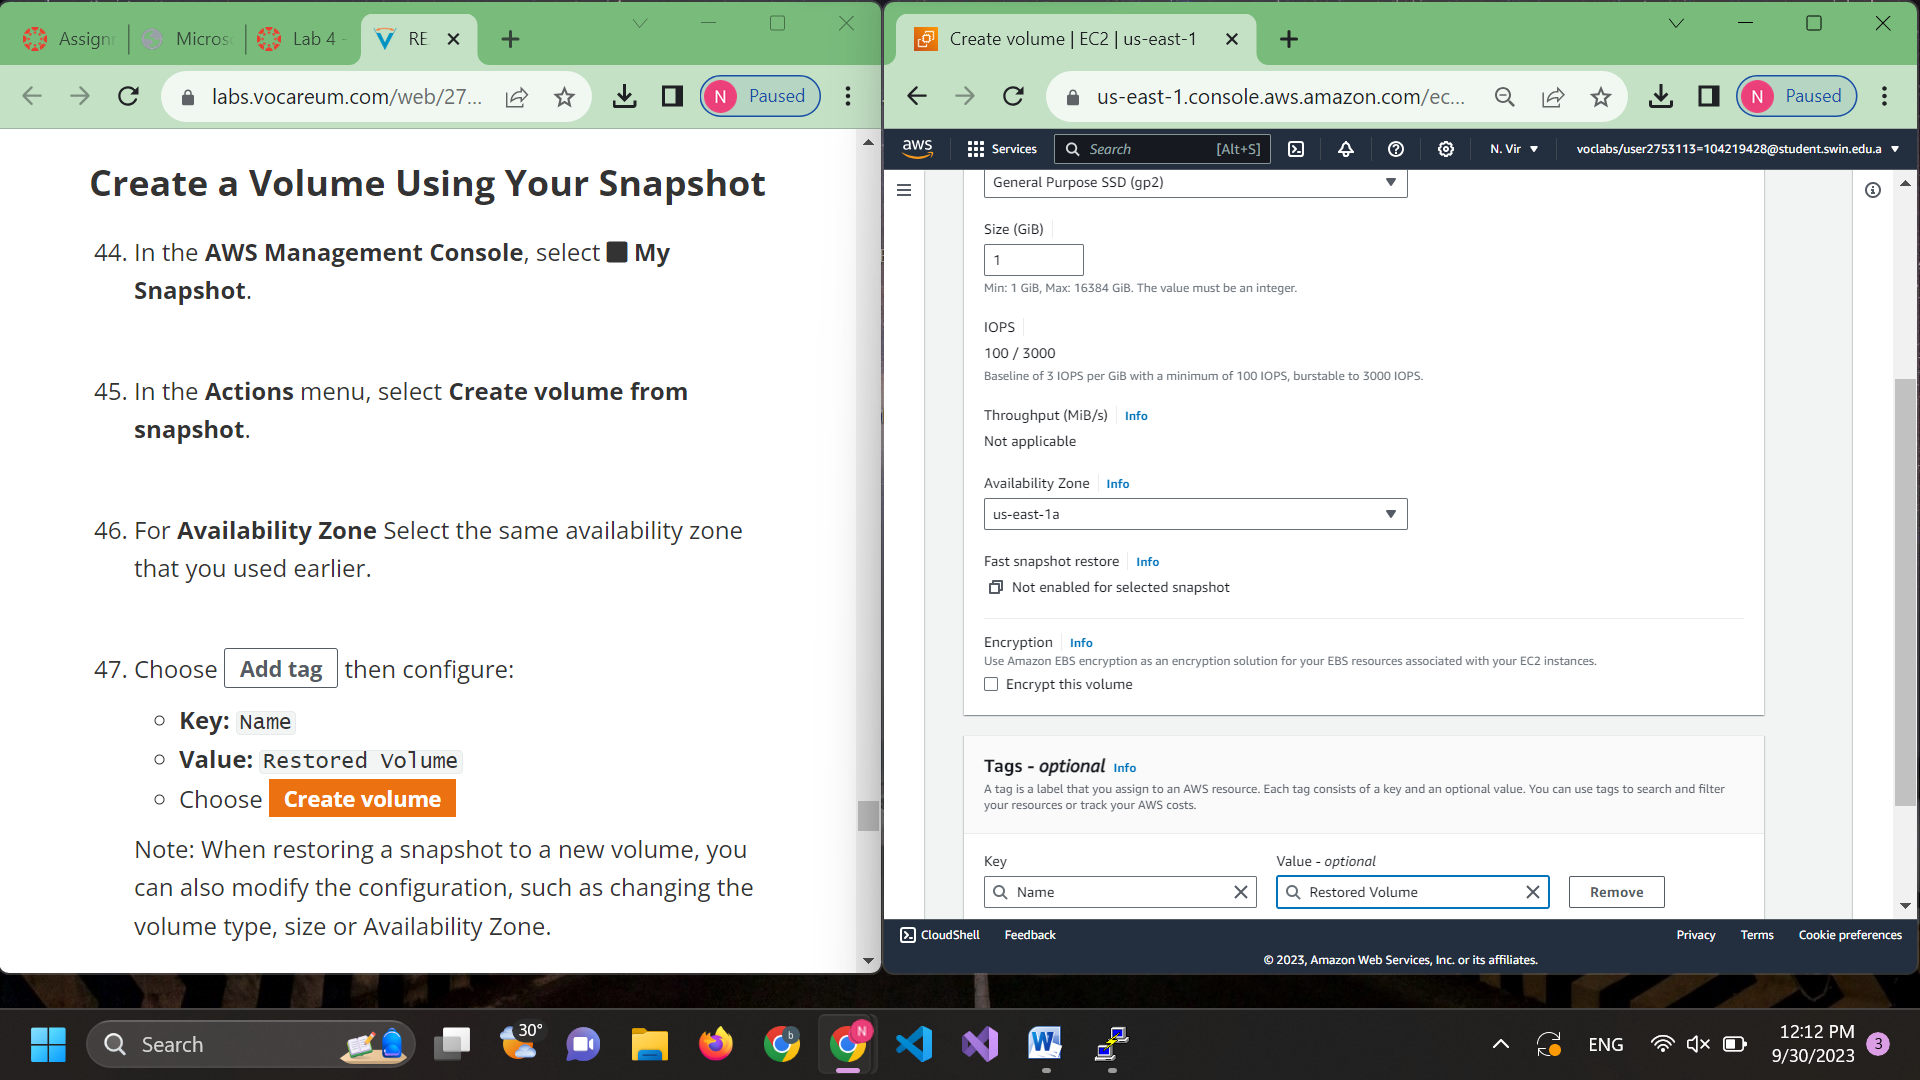 Assign
Micros
Lab 4 -
RE
Create volume | EC2 | us-east-1
labs.vocareum.com/web/27...
N Paused
us-east-1.console.aws.amazon.com/ec...
N Paused
aws
Services
Search [Alt+S]
N. Vir
voclabs/user2753113=104219428@student.swin.edu.a
Create a Volume Using Your Snapshot
44. In the AWS Management Console, select My
Snapshot.
45. In the Actions menu, select Create volume from
snapshot.
46. For Availability Zone Select the same availability zone
that you used earlier.
47. Choose Add tag then configure:
Key: Name
Value: Restored Volume
Choose Create volume
Note: When restoring a snapshot to a new volume, you
can also modify the configuration, such as changing the
volume type, size or Availability Zone.
General Purpose SSD (gp2)
Size (GiB)
1
Min: 1 GiB, Max: 16384 GiB. The value must be an integer.
IOPS
100 / 3000
Baseline of 3 IOPS per GiB with a minimum of 100 IOPS, burstable to 3000 IOPS.
Throughput (MiB/s) Info
Not applicable
Availability Zone Info
us-east-1a
Fast snapshot restore Info
Not enabled for selected snapshot
Encryption Info
Use Amazon EBS encryption as an encryption solution for your EBS resources associated with your EC2 instances.
Encrypt this volume
Tags - optional Info
A tag is a label that you assign to an AWS resource. Each tag consists of a key and an optional value. You can use tags to search and filter
your resources or track your AWS costs.
Key
Value - optional
Name
Restored Volume
Remove
CloudShell
Feedback
Privacy
Terms
Cookie preferences
© 2023, Amazon Web Services, Inc. or its affiliates.
Search
30°
b
N
W
ENG
12:12 PM
9/30/2023
3